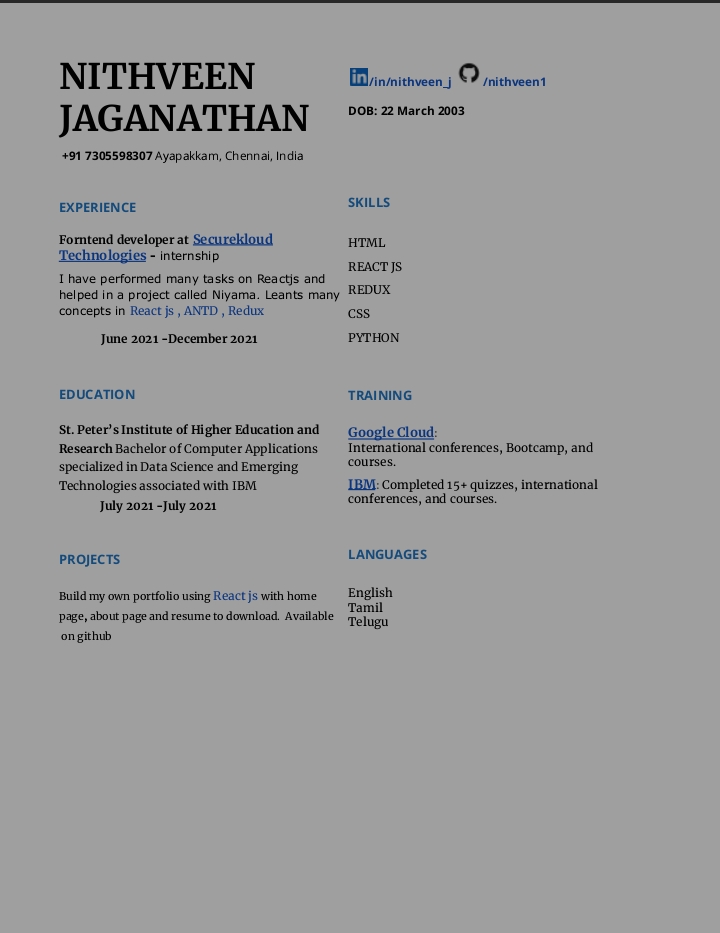 NITHVEEN
JAGANATHAN
+91 7305598307 Ayapakkam, Chennai, India
/in/nithveen_j /nithveen1
DOB: 22 March 2003
EXPERIENCE
Forntend developer at Securekloud
Technologies - internship
I have performed many tasks on Reactjs and
helped in a project called Niyama. Leants many
concepts in React js , ANTD , Redux
June 2021 -December 2021
EDUCATION
St. Peter's Institute of Higher Education and
Research Bachelor of Computer Applications
specialized in Data Science and Emerging
Technologies associated with IBM
July 2021 -July 2021
PROJECTS
Build my own portfolio using React js with home
page, about page and resume to download. Available
on github
SKILLS
HTML
REACT JS
REDUX
CSS
PYTHON
TRAINING
Google Cloud:
International conferences, Bootcamp, and
courses.
IBM: Completed 15+ quizzes, international
conferences, and courses.
LANGUAGES
English
Tamil
Telugu